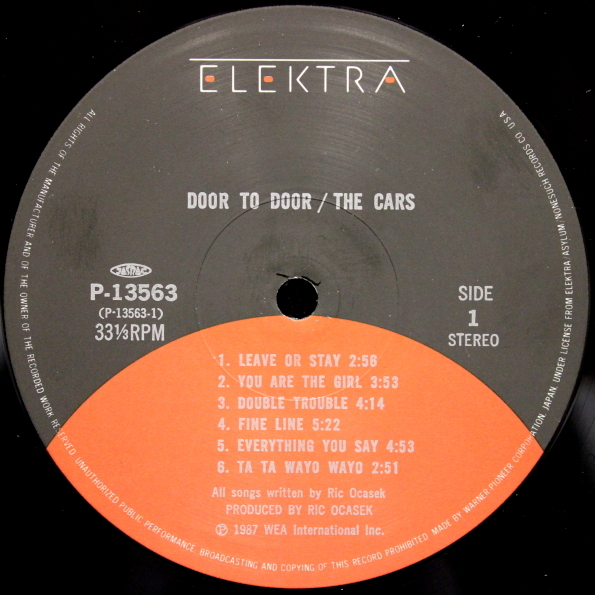 ELEKTRA
DOOR TO DOOR / THE CARS
JASRAC
P-13563
(P-13563-1)
33⅓RPM
SIDE
1
STEREO
1. LEAVE OR STAY 2:56
2. YOU ARE THE GIRL 3:53
3. DOUBLE TROUBLE 4:14
4. FINE LINE 5:22
5. EVERYTHING YOU SAY 4:53
6. TA TA WAYO WAYO 2:51
All songs written by Ric Ocasek
PRODUCED BY RIC OCASEK
℗ 1987 WEA International Inc.
ALL RIGHTS OF THE MANUFACTURER AND OF THE OWNER OF THE RECORDED WORK RESERVED. UNAUTHORIZED PUBLIC PERFORMANCE, BROADCASTING AND COPYING OF THIS RECORD PROHIBITED. MADE BY WARNER-PIONEER CORPORATION, JAPAN, UNDER LICENSE FROM ELEKTRA/ASYLUM/NONESUCH RECORDS CO. U.S.A.